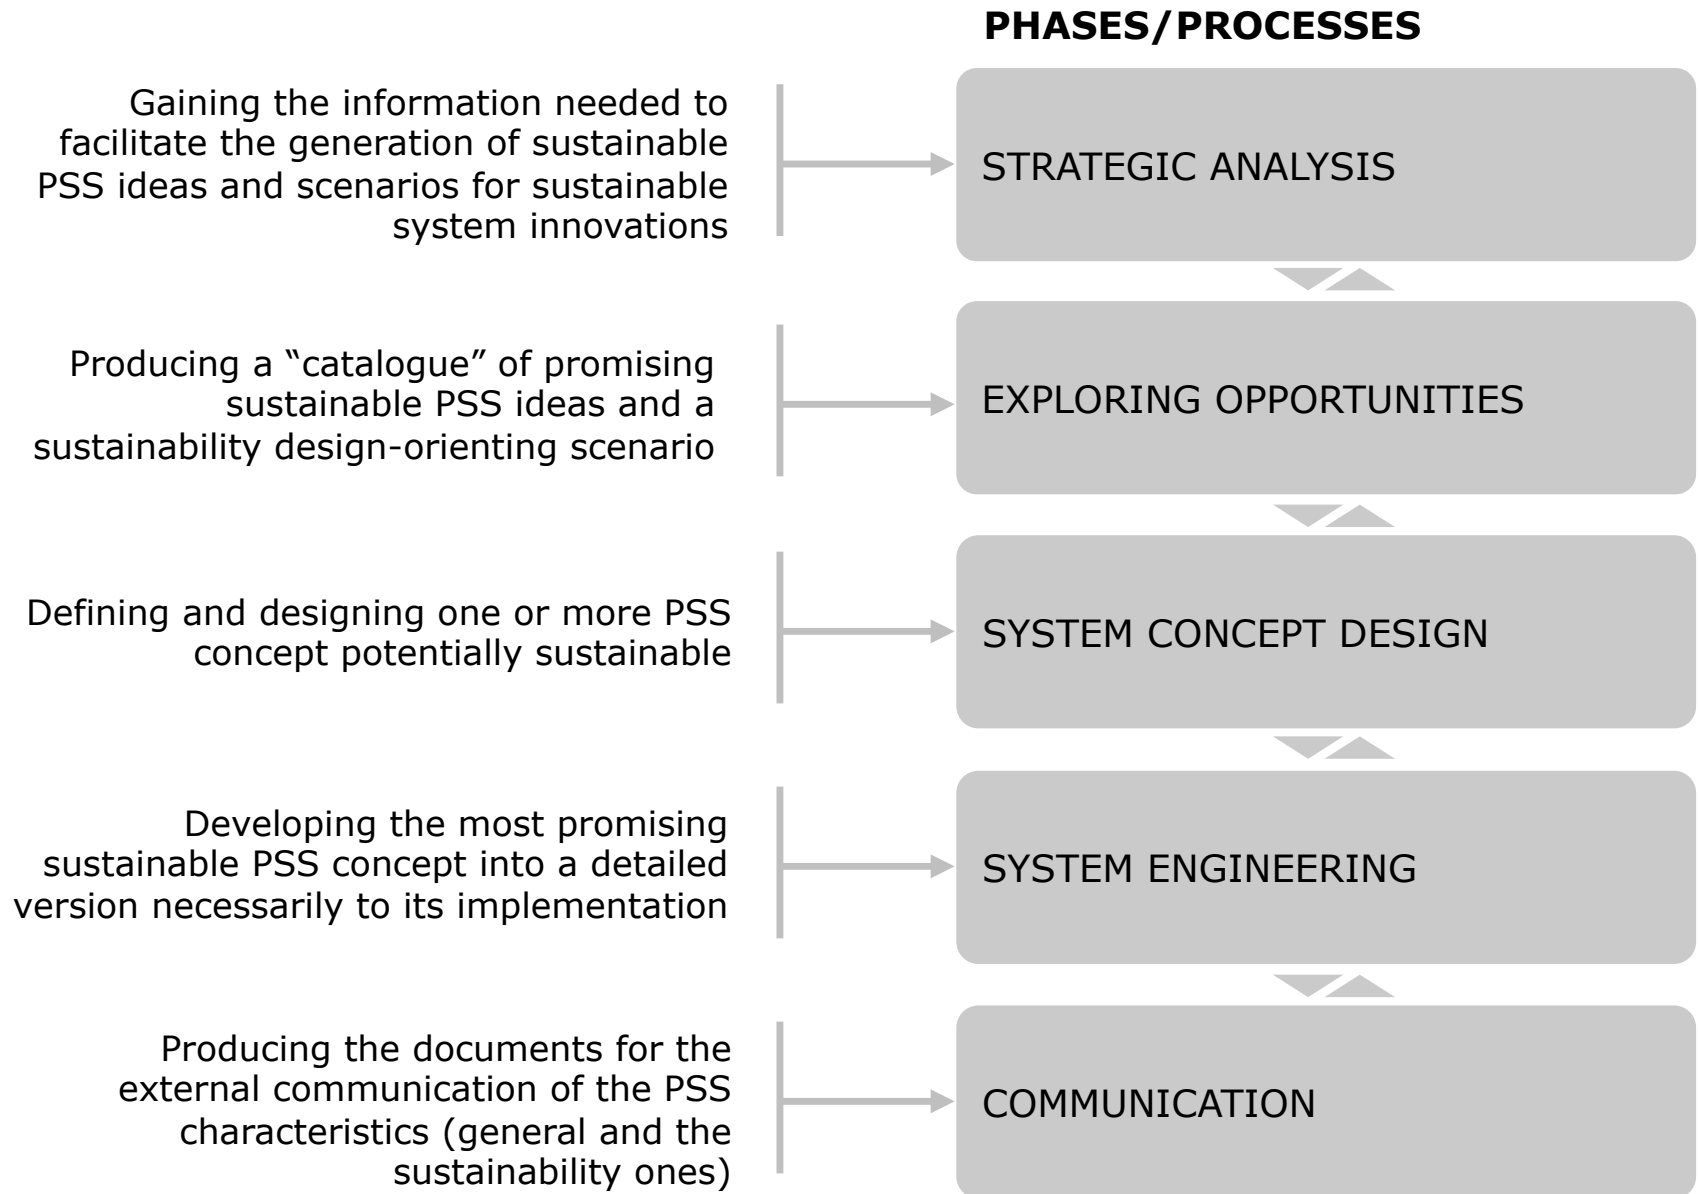 PHASES/PROCESSES
Gaining the information needed to
facilitate the generation of sustainable
PSS ideas and scenarios for sustainable
system innovations
STRATEGIC ANALYSIS
Producing a “catalogue” of promising
sustainable PSS ideas and a
sustainability design-orienting scenario
EXPLORING OPPORTUNITIES
Defining and designing one or more PSS
concept potentially sustainable
SYSTEM CONCEPT DESIGN
Developing the most promising
sustainable PSS concept into a detailed
version necessarily to its implementation
SYSTEM ENGINEERING
Producing the documents for the
external communication of the PSS
characteristics (general and the
sustainability ones)
COMMUNICATION